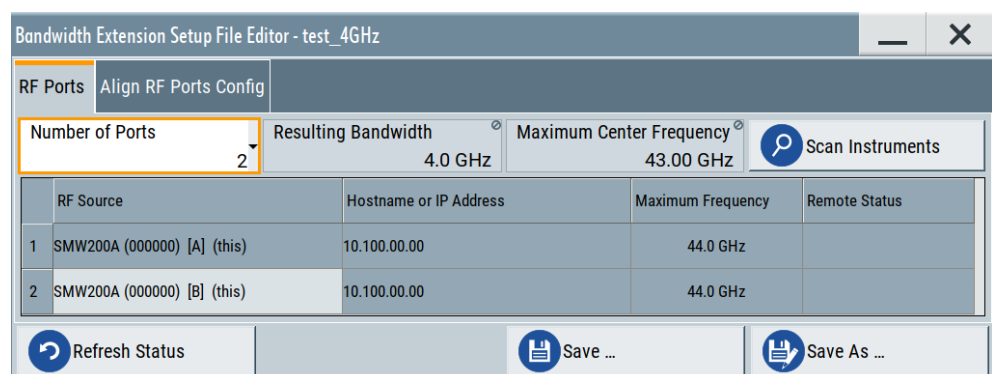 Bandwidth Extension Setup File Editor - test_4GHz
RF Ports Align RF Ports Config
Number of Ports Resulting Bandwidth Maximum Center Frequency Scan Instruments
2 4.0 GHz 43.00 GHz
RF Source Hostname or IP Address Maximum Frequency Remote Status
1 SMW200A (000000) [A] (this) 10.100.00.00 44.0 GHz
2 SMW200A (000000) [B] (this) 10.100.00.00 44.0 GHz
Refresh Status Save ... Save As ...